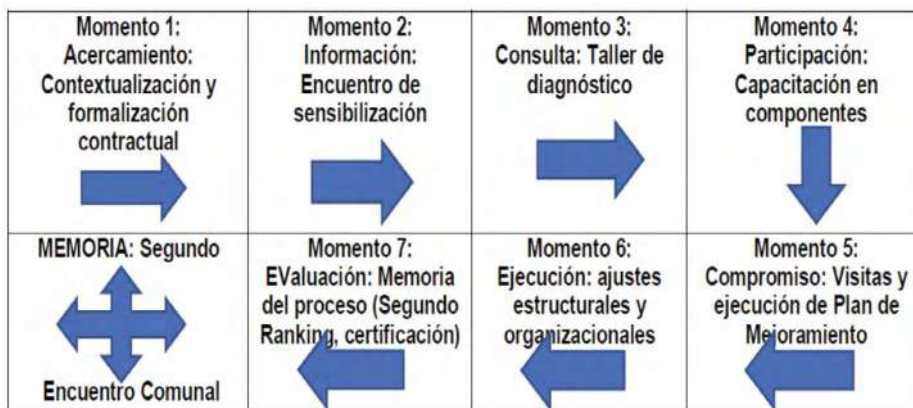 Momento 1:
Acercamiento:
Contextualización y
formalización
contractual
Momento 2:
Información:
Encuentro de
sensibilización
Momento 3:
Consulta: Taller de
diagnóstico
Momento 4:
Participación:
Capacitación en
componentes
MEMORIA: Segundo
Encuentro Comunal
Momento 7:
EValuación: Memoria
del proceso (Segundo
Ranking, certificación)
Momento 6:
Ejecución: ajustes
estructurales y
organizacionales
Momento 5:
Compromiso: Visitas y
ejecución de Plan de
Mejoramiento